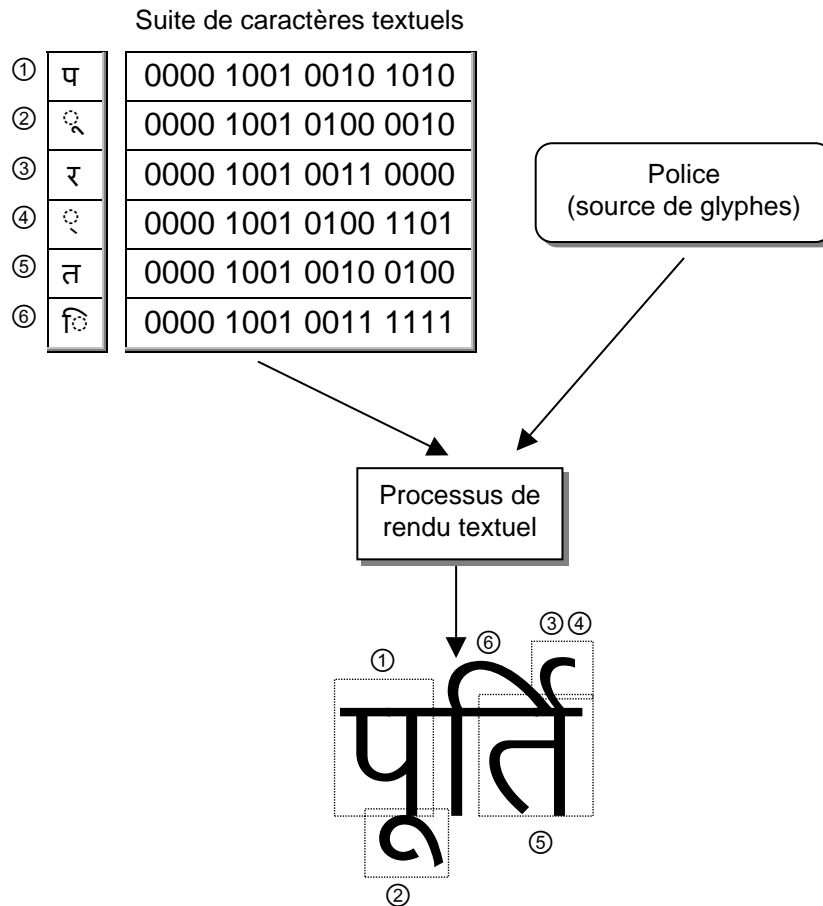 Suite de caractères textuels
① प 0000 1001 0010 1010
② ू 0000 1001 0100 0010
③ र 0000 1001 0011 0000
④ ् 0000 1001 0100 1101
⑤ त 0000 1001 0010 0100
⑥ ि 0000 1001 0011 1111
Police
(source de glyphes)
Processus de
rendu textuel
③④
⑥
①
पूर्ति
⑤
②